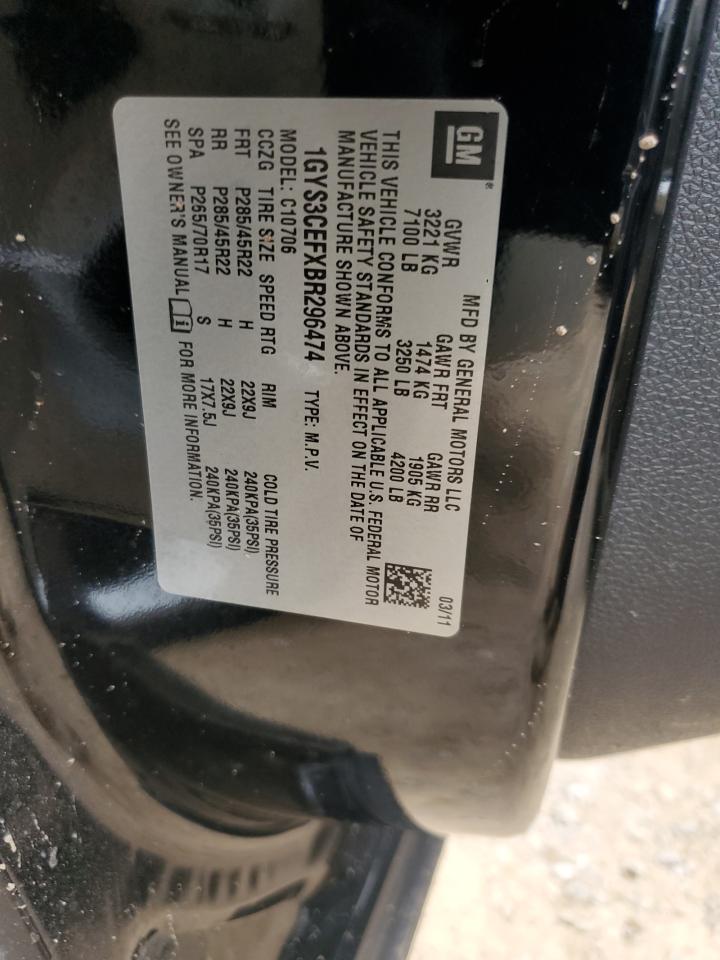 GM®
MFD BY GENERAL MOTORS LLC 03/11
GVWR GAWR FRT GAWR RR
3221 KG 1474 KG 1905 KG
7100 LB 3250 LB 4200 LB
THIS VEHICLE CONFORMS TO ALL APPLICABLE U.S. FEDERAL MOTOR
VEHICLE SAFETY STANDARDS IN EFFECT ON THE DATE OF
MANUFACTURE SHOWN ABOVE.
1GYS3CEFXBR296474 TYPE: M.P.V.
MODEL: C10706
CCZG TIRE SIZE SPEED RTG RIM COLD TIRE PRESSURE
FRT P285/45R22 H 22X9J 240KPA(35PSI)
RR P285/45R22 H 22X9J 240KPA(35PSI)
SPA P265/70R17 S 17X7.5J 240KPA(35PSI)
SEE OWNER'S MANUAL i FOR MORE INFORMATION.